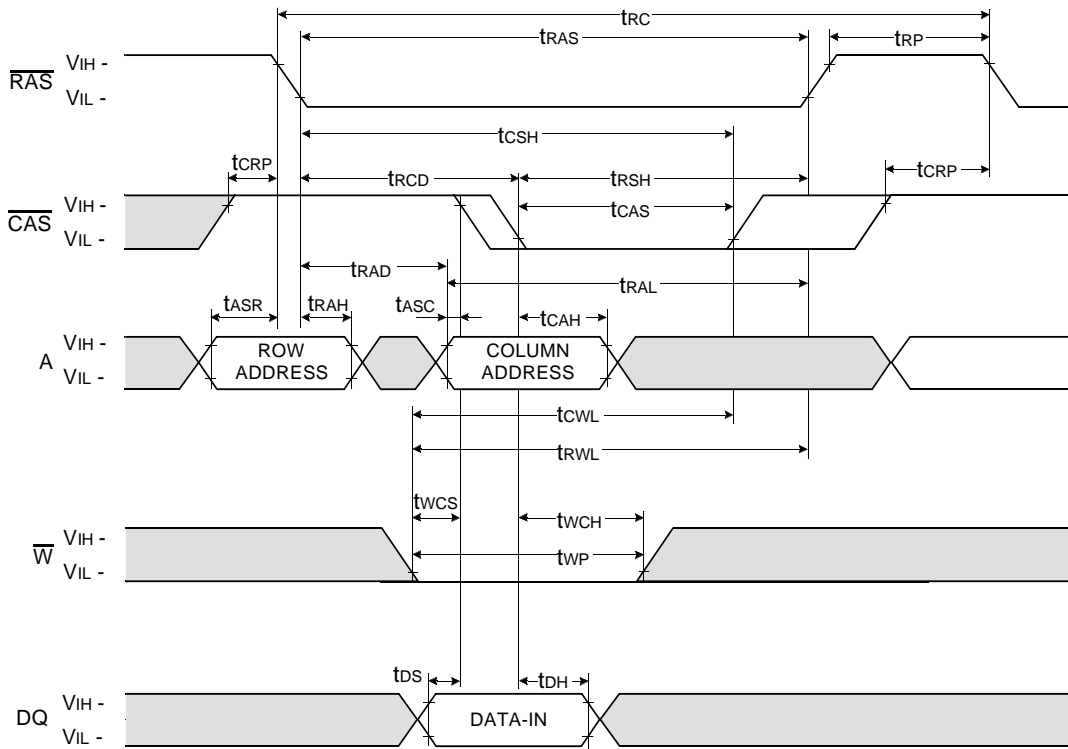 tRC
tRAS
tRP
RAS
VIH -
VIL -
tCSH
tCRP
tRCD
tRSH
tCRP
CAS
VIH -
VIL -
tCAS
tRAD
tRAL
tASR
tRAH
tASC
tCAH
A
VIH -
VIL -
ROW
ADDRESS
COLUMN
ADDRESS
tCWL
tRWL
tWCS
tWCH
W
VIH -
VIL -
tWP
tDS
tDH
DQ
VIH -
VIL -
DATA-IN